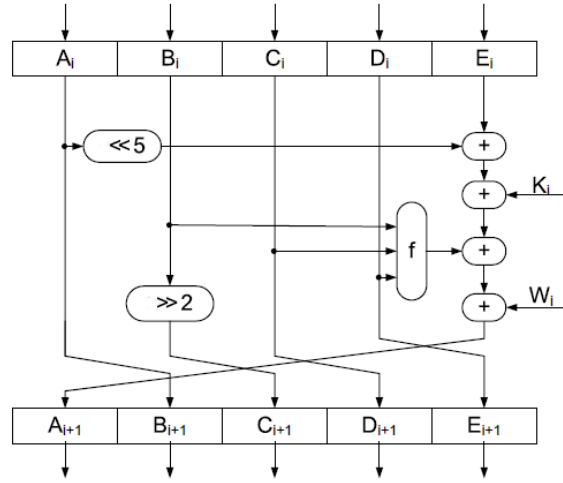 Aᵢ Bᵢ Cᵢ Dᵢ Eᵢ
≪5 +
+ Kᵢ
f +
≫2 + Wᵢ
Aᵢ₊₁ Bᵢ₊₁ Cᵢ₊₁ Dᵢ₊₁ Eᵢ₊₁